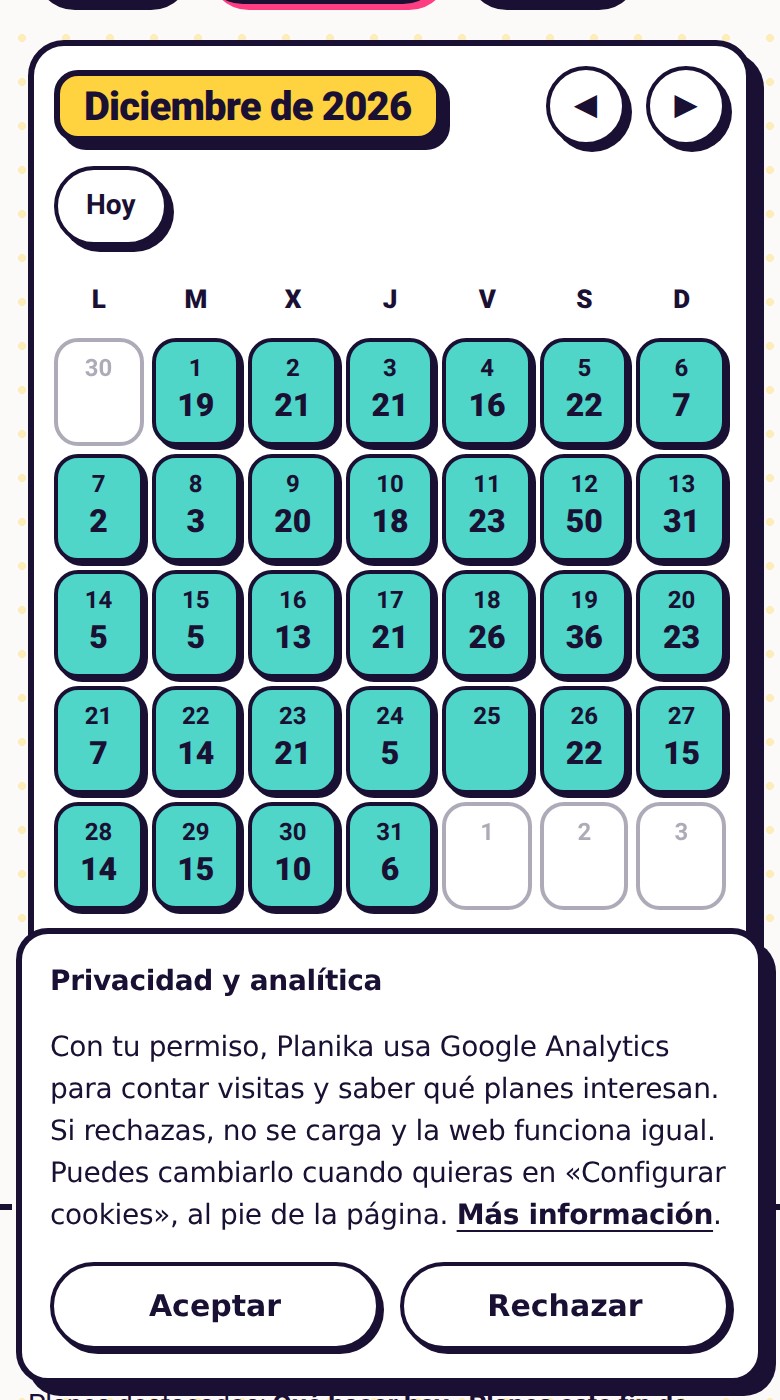 Diciembre de 2026 ◀ ▶
Hoy
L M X J V S D
30 1 2 3 4 5 6
19 21 21 16 22 7
7 8 9 10 11 12 13
2 3 20 18 23 50 31
14 15 16 17 18 19 20
5 5 13 21 26 36 23
21 22 23 24 25 26 27
7 14 21 5 22 15
28 29 30 31 1 2 3
14 15 10 6
Privacidad y analítica
Con tu permiso, Planika usa Google Analytics
para contar visitas y saber qué planes interesan.
Si rechazas, no se carga y la web funciona igual.
Puedes cambiarlo cuando quieras en «Configurar
cookies», al pie de la página. Más información.
Aceptar Rechazar